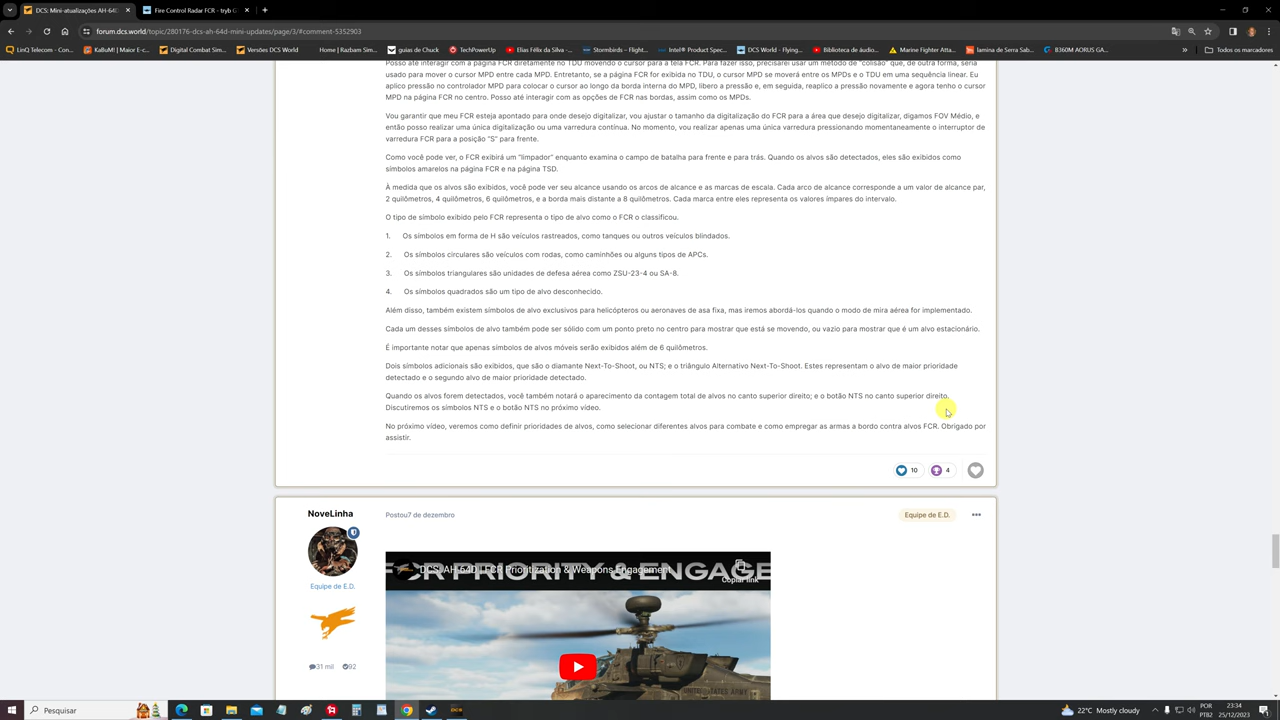 DCS: Mini-atualizações AH-64D
Fire Control Radar FCR - tryb G
forum.dcs.world/topic/280176-dcs-ah-64d-mini-updates/page/3/#comment-5352903
LinQ Telecom - Con...
KaBuM! | Maior E-c...
Digital Combat Sim...
Versões DCS World
Home | Razbam Sim...
guias de Chuck
TechPowerUp
Elias Félix da Silva -...
Stormbirds – Flight...
Intel® Product Spec...
DCS World - Flying...
Biblioteca de áudio...
Marine Fighter Atta...
lamina de Serra Sab...
B360M AORUS GA...
Todos os marcadores
Posso até interagir com a página FCR diretamente no TDU movendo o cursor para a tela FCR. Para fazer isso, precisarei usar um método de "colisão" que, de outra forma, seria
usado para mover o cursor MPD entre cada MPD. Entretanto, se a página FCR for exibida no TDU, o cursor MPD se moverá entre os MPDs e o TDU em uma sequência linear. Eu
aplico pressão no controlador MPD para colocar o cursor ao longo da borda interna do MPD, libero a pressão e, em seguida, reaplico a pressão novamente e agora tenho o cursor
MPD na página FCR no centro. Posso até interagir com as opções de FCR nas bordas, assim como os MPDs.
Vou garantir que meu FCR esteja apontado para onde desejo digitalizar, vou ajustar o tamanho da digitalização do FCR para a área que desejo digitalizar, digamos FOV Médio, e
então posso realizar uma única digitalização ou uma varredura contínua. No momento, vou realizar apenas uma única varredura pressionando momentaneamente o interruptor de
varredura FCR para a posição "S" para frente.
Como você pode ver, o FCR exibirá um "limpador" enquanto examina o campo de batalha para frente e para trás. Quando os alvos são detectados, eles são exibidos como
símbolos amarelos na página FCR e na página TSD.
À medida que os alvos são exibidos, você pode ver seu alcance usando os arcos de alcance e as marcas de escala. Cada arco de alcance corresponde a um valor de alcance par,
2 quilômetros, 4 quilômetros, 6 quilômetros, e a borda mais distante a 8 quilômetros. Cada marca entre eles representa os valores ímpares do intervalo.
O tipo de símbolo exibido pelo FCR representa o tipo de alvo como o FCR o classificou.
1. Os símbolos em forma de H são veículos rastreados, como tanques ou outros veículos blindados.
2. Os símbolos circulares são veículos com rodas, como caminhões ou alguns tipos de APCs.
3. Os símbolos triangulares são unidades de defesa aérea como ZSU-23-4 ou SA-8.
4. Os símbolos quadrados são um tipo de alvo desconhecido.
Além disso, também existem símbolos de alvo exclusivos para helicópteros ou aeronaves de asa fixa, mas iremos abordá-los quando o modo de mira aérea for implementado.
Cada um desses símbolos de alvo também pode ser sólido com um ponto preto no centro para mostrar que está se movendo, ou vazio para mostrar que é um alvo estacionário.
É importante notar que apenas símbolos de alvos móveis serão exibidos além de 6 quilômetros.
Dois símbolos adicionais são exibidos, que são o diamante Next-To-Shoot, ou NTS; e o triângulo Alternativo Next-To-Shoot. Estes representam o alvo de maior prioridade
detectado e o segundo alvo de maior prioridade detectado.
Quando os alvos forem detectados, você também notará o aparecimento da contagem total de alvos no canto superior direito; e o botão NTS no canto superior direito.
Discutiremos os símbolos NTS e o botão NTS no próximo vídeo.
No próximo vídeo, veremos como definir prioridades de alvos, como selecionar diferentes alvos para combate e como empregar as armas a bordo contra alvos FCR. Obrigado por
assistir.
10
4
NoveLinha
Postou7 de dezembro
Equipe de E.D.
Equipe de E.D.
31 mil
92
FCR PRIORITY & ENGAGE
DCS: AH-64D | FCR Prioritization & Weapons Engagement
Copiar link
UNITED STATES ARMY
Pesquisar
22°C Mostly cloudy
POR
PTB2
23:34
25/12/2023